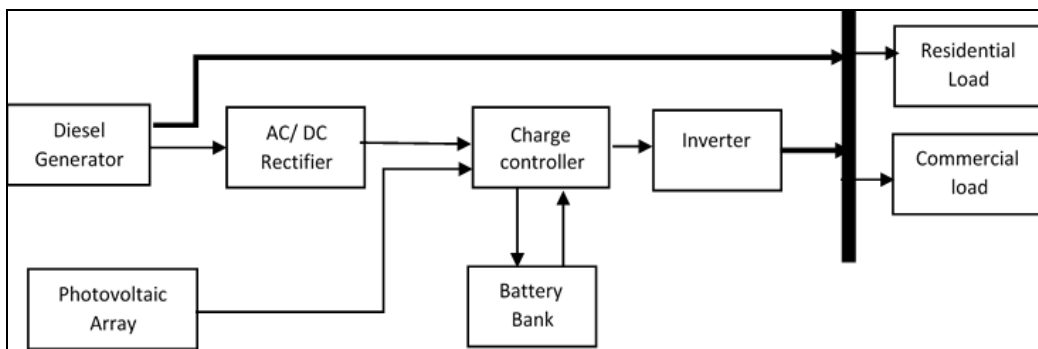 Diesel
Generator
AC/ DC
Rectifier
Charge
controller
Inverter
Residential
Load
Commercial
load
Photovoltaic
Array
Battery
Bank